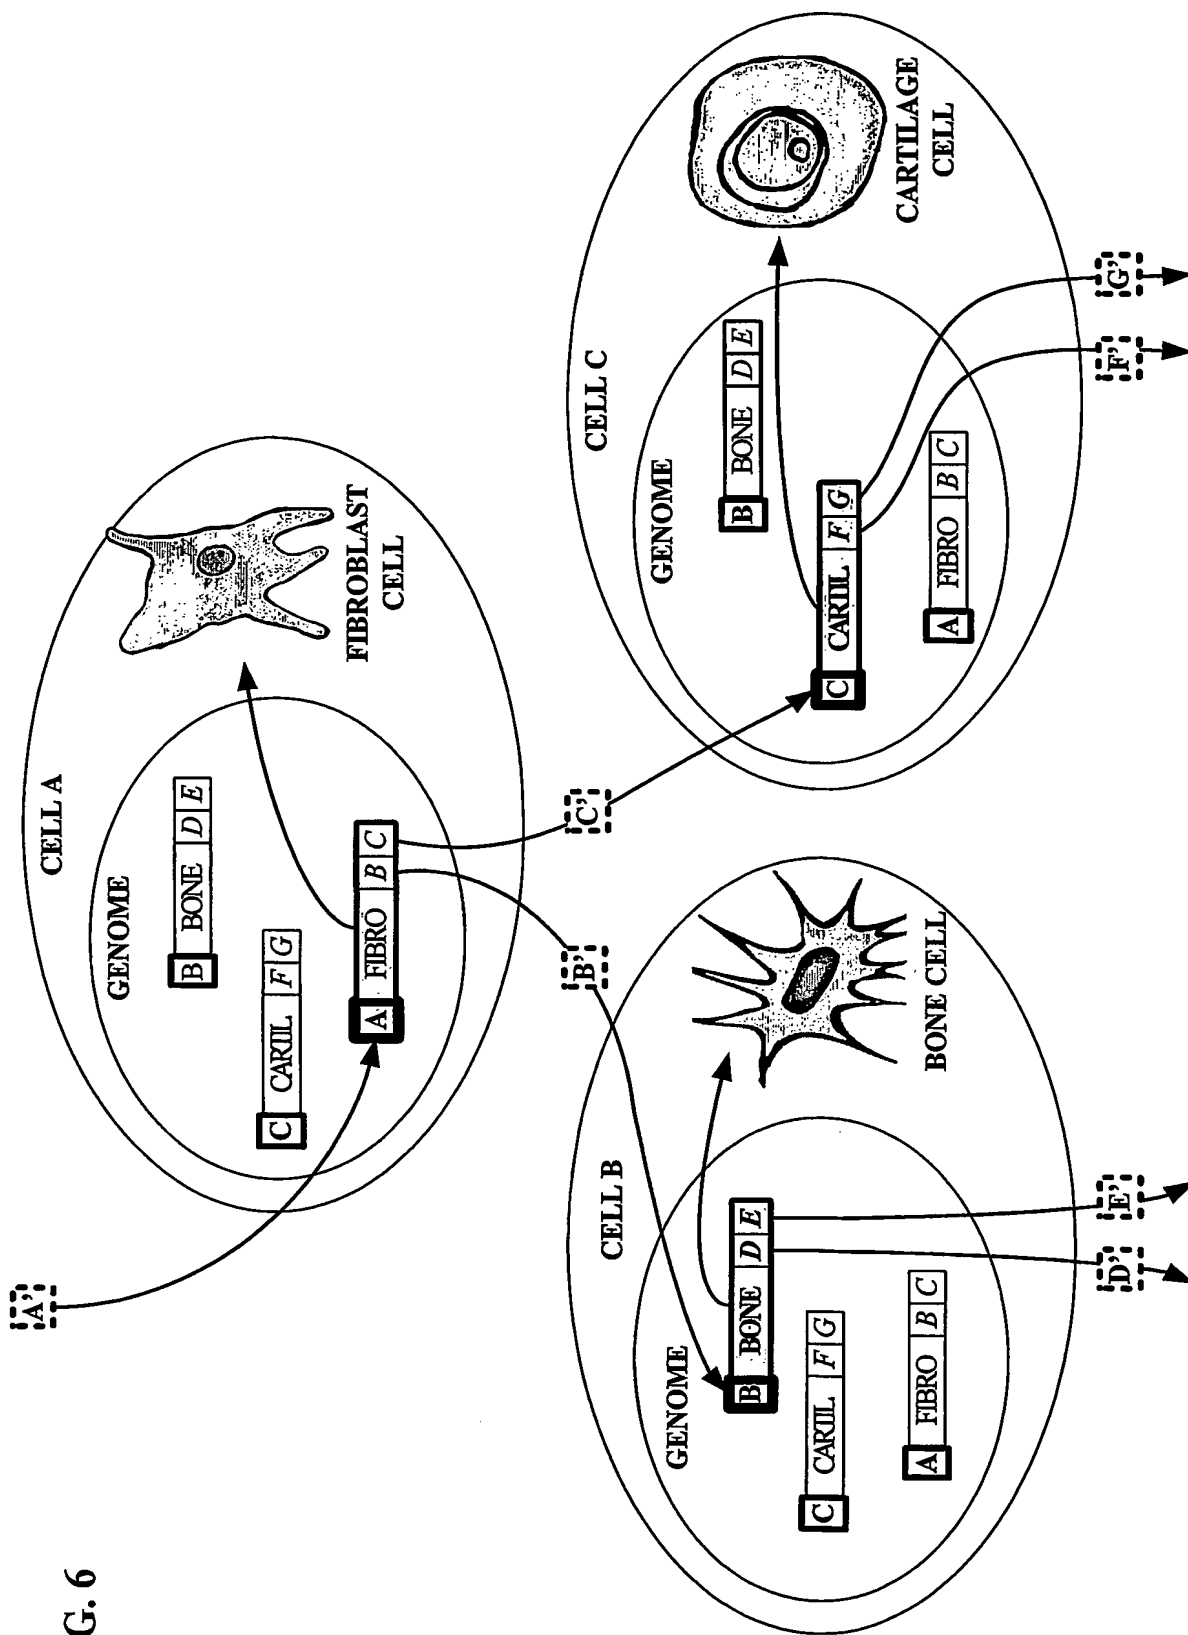 G. 6
A'
CELL A
GENOME
B BONE D E
C CARTIL F G
A FIBRO B C
FIBROBLAST
CELL
B'
C'
CELL B
GENOME
B BONE D E
C CARTIL F G
A FIBRO B C
BONE CELL
D'
E'
CELL C
GENOME
B BONE D E
C CARTIL F G
A FIBRO B C
CARTILAGE
CELL
F'
G'